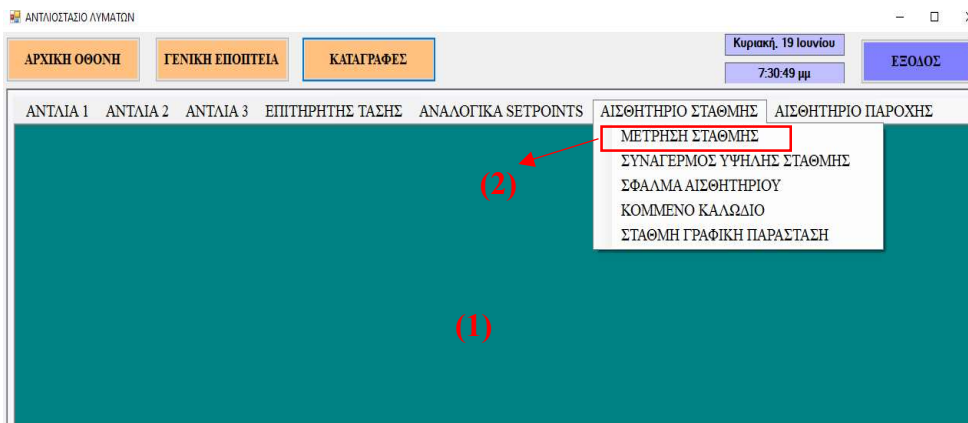 ΑΝΤΛΙΟΣΤΑΣΙΟ ΛΥΜΑΤΩΝ
ΑΡΧΙΚΗ ΟΘΟΝΗ ΓΕΝΙΚΗ ΕΠΟΠΤΕΙΑ ΚΑΤΑΓΡΑΦΕΣ Κυριακή, 19 Ιουνίου ΕΞΟΔΟΣ
7:30:49 μμ
ΑΝΤΛΙΑ 1 ΑΝΤΛΙΑ 2 ΑΝΤΛΙΑ 3 ΕΠΙΤΗΡΗΤΗΣ ΤΑΣΗΣ ΑΝΑΛΟΓΙΚΑ SETPOINTS ΑΙΣΘΗΤΗΡΙΟ ΣΤΑΘΜΗΣ ΑΙΣΘΗΤΗΡΙΟ ΠΑΡΟΧΗΣ
ΜΕΤΡΗΣΗ ΣΤΑΘΜΗΣ
ΣΥΝΑΓΕΡΜΟΣ ΥΨΗΛΗΣ ΣΤΑΘΜΗΣ
ΣΦΑΛΜΑ ΑΙΣΘΗΤΗΡΙΟΥ
ΚΟΜΜΕΝΟ ΚΑΛΩΔΙΟ
ΣΤΑΘΜΗ ΓΡΑΦΙΚΗ ΠΑΡΑΣΤΑΣΗ
(2)
(1)